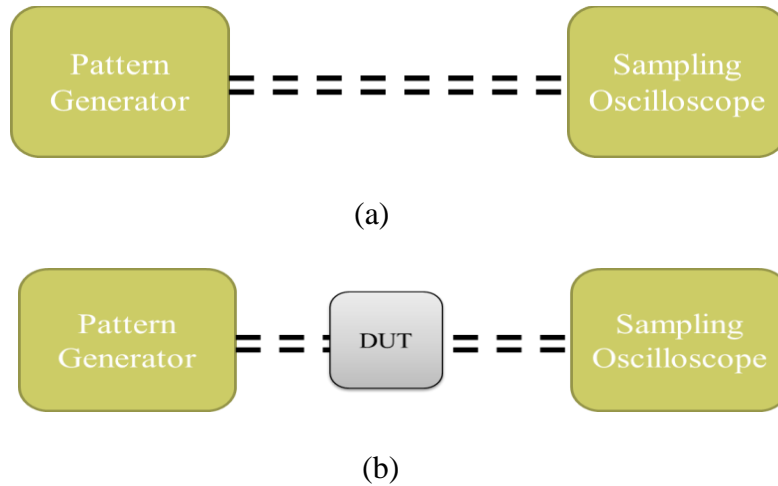 Pattern
Generator
Sampling
Oscilloscope
(a)
Pattern
Generator
DUT
Sampling
Oscilloscope
(b)